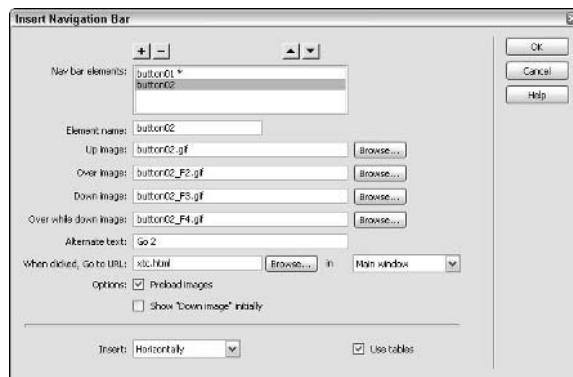 Insert Navigation Bar
+ −
OK
Nav bar elements: button01 *
button02
Cancel
Help
Element name: button02
Up image: button02.gif Browse...
Over image: button02_F2.gif Browse...
Down image: button02_F3.gif Browse...
Over while down image: button02_F4.gif Browse...
Alternate text: Go 2
When clicked, Go to URL: xtc.html Browse... in Main window
Options: Preload images
Show "Down image" initially
Insert: Horizontally Use tables